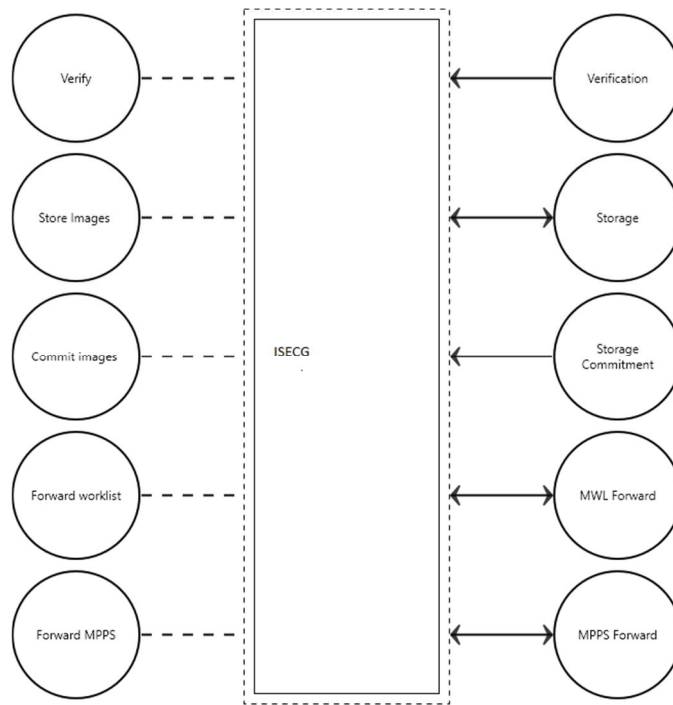 Verify
Verification
Store Images
Storage
ISECG
Commit images
Storage
Commitment
Forward worklist
MWL Forward
Forward MPPS
MPPS Forward